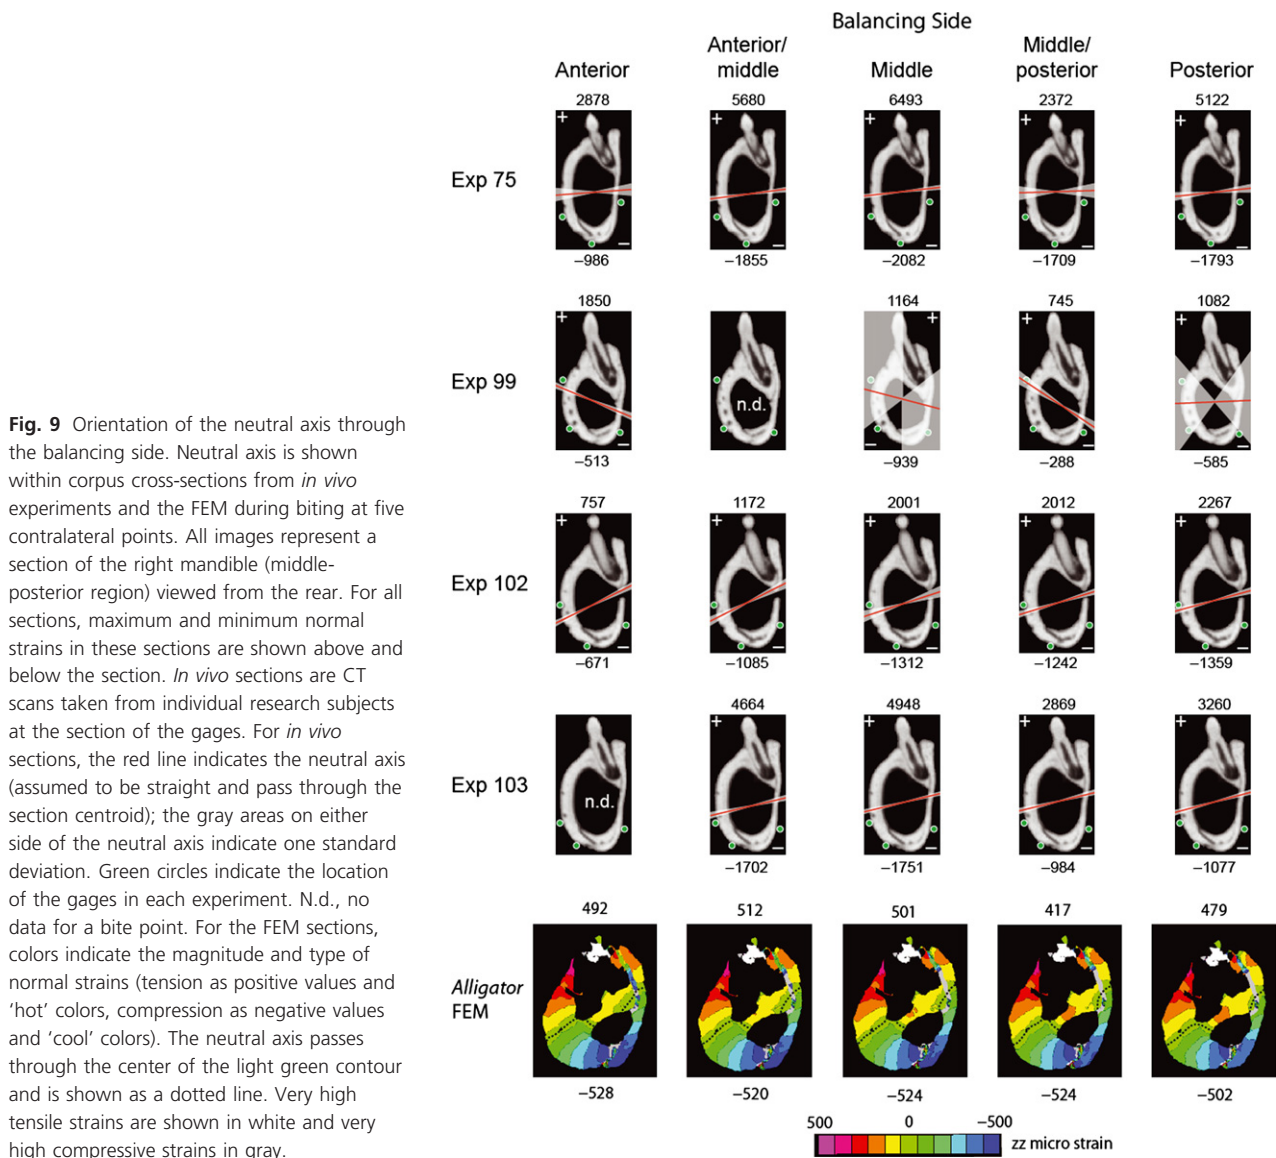 Balancing Side
Anterior
Anterior/
middle
Middle
Middle/
posterior
Posterior
2878 5680 6493 2372 5122
+ + + + +
Exp 75
−986 −1855 −2082 −1709 −1793
1850 1164 745 1082
+ + + +
Exp 99
n.d.
−513 −939 −288 −585
757 1172 2001 2012 2267
+ + + + +
Exp 102
−671 −1085 −1312 −1242 −1359
4664 4948 2869 3260
+ + + +
Exp 103
n.d.
−1702 −1751 −984 −1077
492 512 501 417 479
Alligator
FEM
−528 −520 −524 −524 −502
500 0 −500
zz micro strain
Fig. 9 Orientation of the neutral axis through
the balancing side. Neutral axis is shown
within corpus cross-sections from in vivo
experiments and the FEM during biting at five
contralateral points. All images represent a
section of the right mandible (middle-
posterior region) viewed from the rear. For all
sections, maximum and minimum normal
strains in these sections are shown above and
below the section. In vivo sections are CT
scans taken from individual research subjects
at the section of the gages. For in vivo
sections, the red line indicates the neutral axis
(assumed to be straight and pass through the
section centroid); the gray areas on either
side of the neutral axis indicate one standard
deviation. Green circles indicate the location
of the gages in each experiment. N.d., no
data for a bite point. For the FEM sections,
colors indicate the magnitude and type of
normal strains (tension as positive values and
‘hot’ colors, compression as negative values
and ‘cool’ colors). The neutral axis passes
through the center of the light green contour
and is shown as a dotted line. Very high
tensile strains are shown in white and very
high compressive strains in gray.